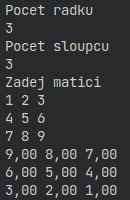 Pocet radku
3
Pocet sloupcu
3
Zadej matici
1 2 3
4 5 6
7 8 9
9,00 8,00 7,00
6,00 5,00 4,00
3,00 2,00 1,00